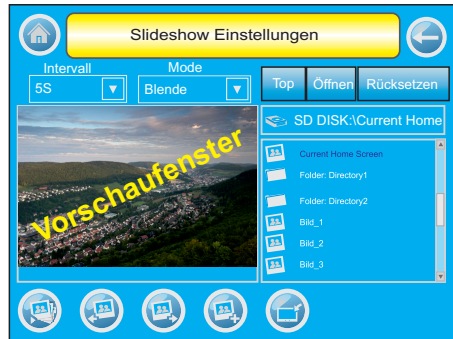 Slideshow Einstellungen
Intervall
Mode
5S
Blende
Top
Öffnen
Rücksetzen
SD DISK:\Current Home
Vorschaufenster
Current Home Screen
Folder: Directory1
Folder: Directory2
Bild_1
Bild_2
Bild_3